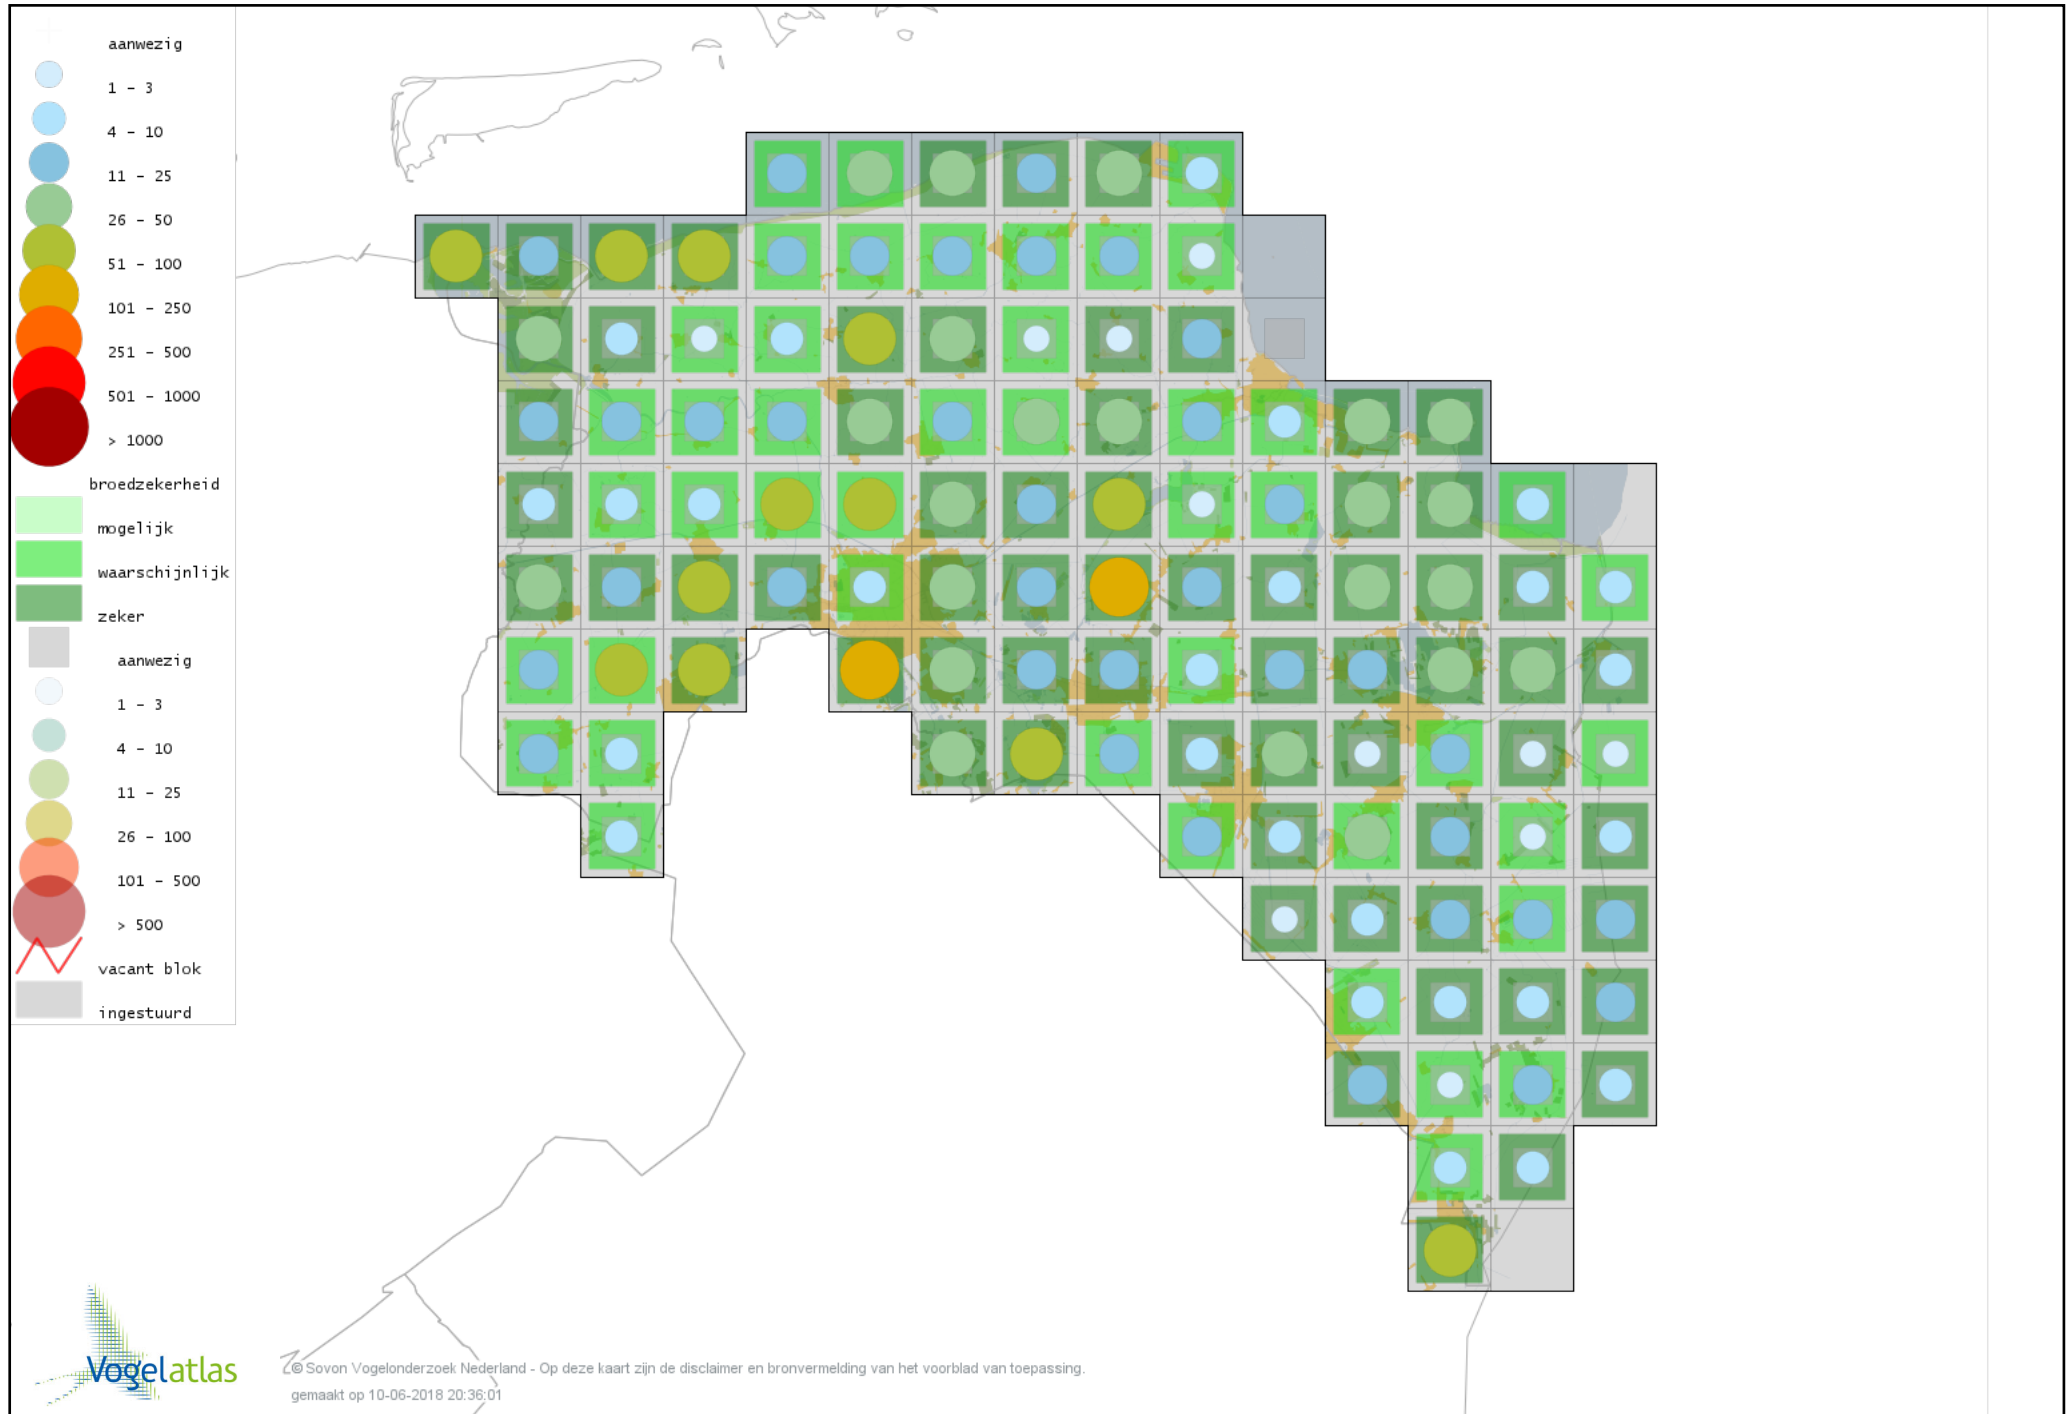 aanwezig
1 - 3
4 - 10
11 - 25
26 - 50
51 - 100
101 - 250
251 - 500
501 - 1000
> 1000
broedzekerheid
mogelijk
waarschijnlijk
zeker
aanwezig
1 - 3
4 - 10
11 - 25
26 - 100
101 - 500
> 500
vacant blok
ingestuurd
Vogelatlas
© Sovon Vogelonderzoek Nederland - Op deze kaart zijn de disclaimer en bronvermelding van het voorblad van toepassing.
gemaakt op 10-06-2018 20:36:01